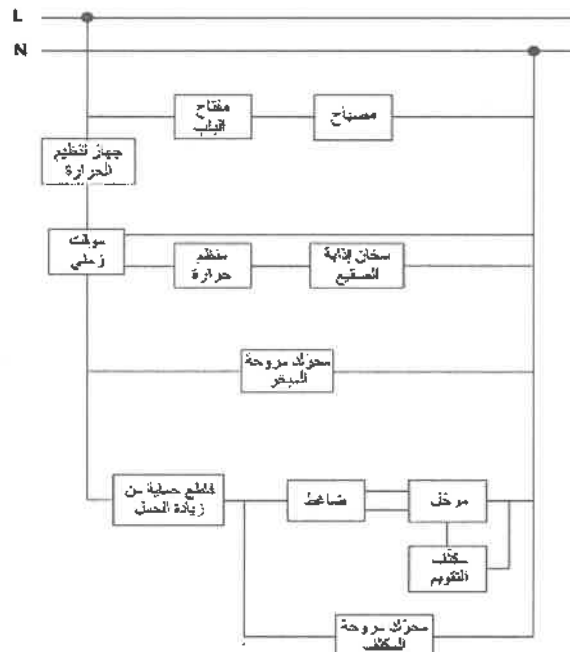 L
N
مفتاح
الباب
مصباح
جهاز تنظيم
الحرارة
موقت
زمني
منظم
حرارة
سخان إذابة
الصقيع
محرك مروحة
المبخر
قاطع حماية من
زيادة الحمل
ضاغط
مرحل
مكثف
التقويم
محرك مروحة
المكثف